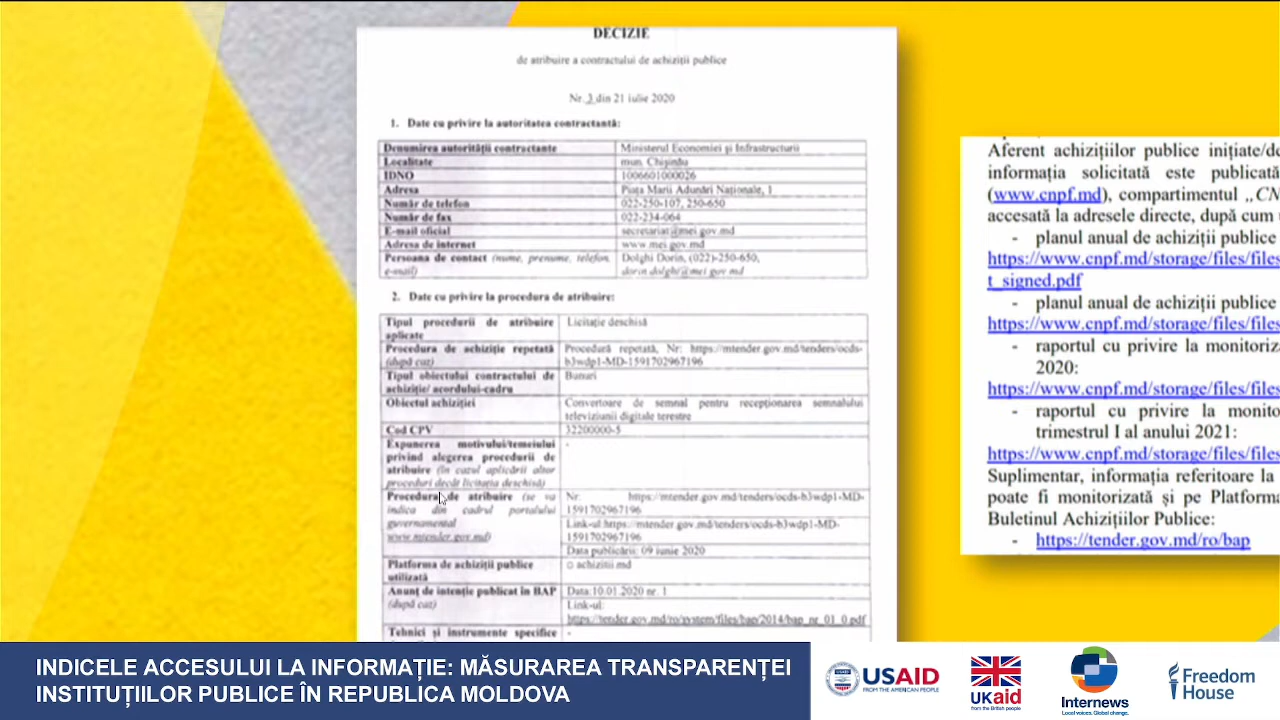 DECIZIE
de atribuire a contractului de achiziții publice
Nr. 3 din 21 iulie 2020
1. Date cu privire la autoritatea contractantă:
Denumirea autorității contractante Ministerul Economiei și Infrastructurii
Localitate mun. Chișinău
IDNO 1006601000026
Adresa Piața Marii Adunări Naționale, 1
Număr de telefon 022-250-107, 250-650
Număr de fax 022-234-064
E-mail oficial secretariat@mei.gov.md
Adresa de internet www.mei.gov.md
Persoana de contact (nume, prenume, telefon, Dolghi Dorin, (022)-250-650,
e-mail) dorin.dolghi@mei.gov.md
2. Date cu privire la procedura de atribuire:
Tipul procedurii de atribuire Licitație deschisă
aplicate
Procedura de achiziție repetată Procedură repetată, Nr: https://mtender.gov.md/tenders/ocds-
(după caz) b3wdp1-MD-1591702967196
Tipul obiectului contractului de Bunuri
achiziție/ acordului-cadru
Obiectul achiziției Convertoare de semnal pentru recepționarea semnalului
televiziunii digitale terestre
Cod CPV 32200000-5
Expunerea motivului/temeiului -
privind alegerea procedurii de
atribuire (în cazul aplicării altor
proceduri decât licitația deschisă)
Procedura de atribuire (se va Nr: https://mtender.gov.md/tenders/ocds-b3wdp1-MD-
indica din cadrul portalului 1591702967196
guvernamental Link-ul:https://mtender.gov.md/tenders/ocds-b3wdp1-MD-
www.mtender.gov.md) 1591702967196
Data publicării: 09 iunie 2020
Platforma de achiziții publice achizitii.md
utilizată
Anunț de intenție publicat în BAP Data:10.01.2020 nr. 1
(după caz) Link-ul:
https://tender.gov.md/ro/system/files/bap/2014/bap_nr_01_0.pdf
Tehnici și instrumente specifice -
Aferent achizițiilor publice inițiate/de
informația solicitată este publicată
(www.cnpf.md), compartimentul „CN
accesată la adresele directe, după cum
- planul anual de achiziții publice
https://www.cnpf.md/storage/files/files
t_signed.pdf
- planul anual de achiziții publice
https://www.cnpf.md/storage/files/files
- raportul cu privire la monitoriz
2020:
https://www.cnpf.md/storage/files/files
- raportul cu privire la monito
trimestrul I al anului 2021:
https://www.cnpf.md/storage/files/files
Suplimentar, informația referitoare la
poate fi monitorizată și pe Platforma
Buletinul Achizițiilor Publice:
- https://tender.gov.md/ro/bap
INDICELE ACCESULUI LA INFORMAȚIE: MĂSURAREA TRANSPARENȚEI
INSTITUȚIILOR PUBLICE ÎN REPUBLICA MOLDOVA
USAID
FROM THE AMERICAN PEOPLE
UKaid
from the British people
Internews
Local voices. Global change.
Freedom
House